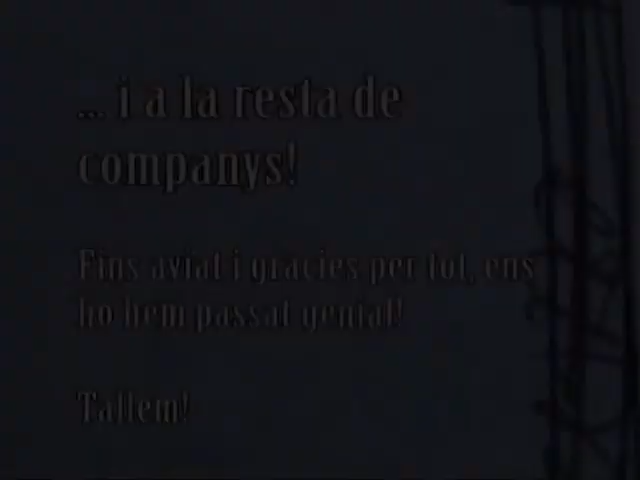 ... i a la resta de
companys!
Fins aviat i gràcies per tot, ens
ho hem passat genial!
Tallem!